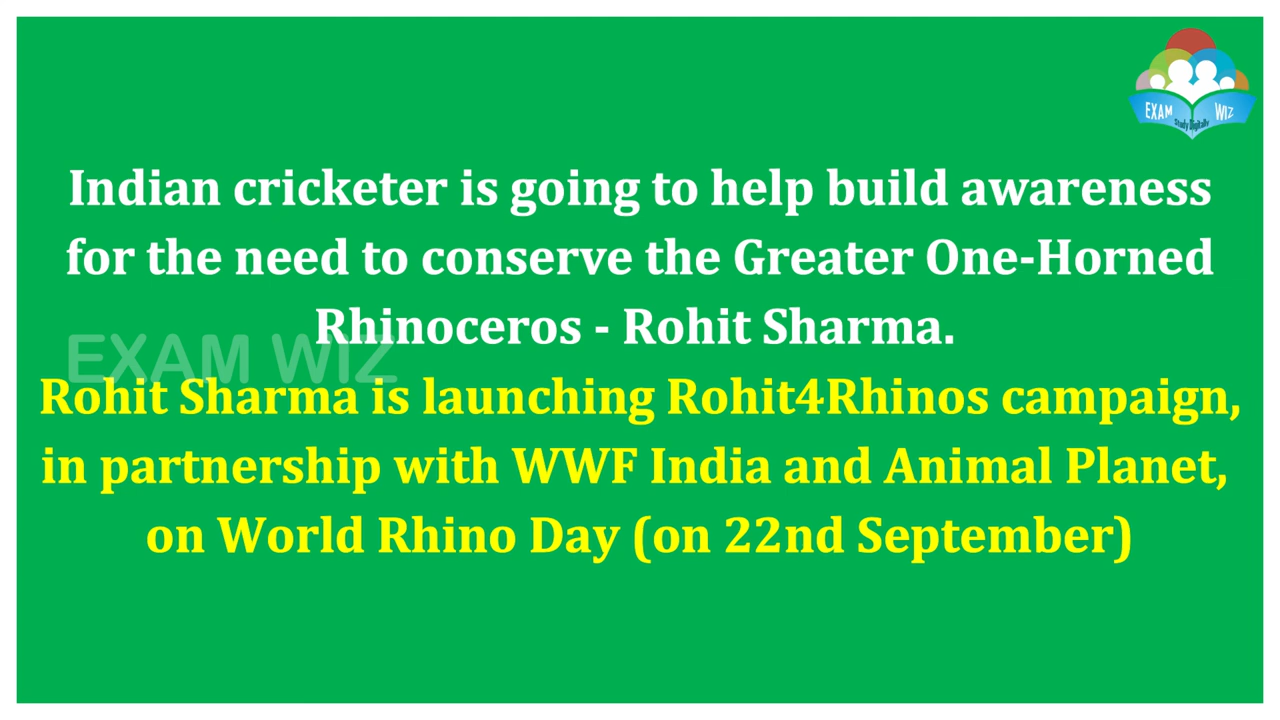 EXAM WIZ
Study Digitally
Indian cricketer is going to help build awareness
for the need to conserve the Greater One-Horned
Rhinoceros - Rohit Sharma.
EXAM WIZ
Rohit Sharma is launching Rohit4Rhinos campaign,
in partnership with WWF India and Animal Planet,
on World Rhino Day (on 22nd September)